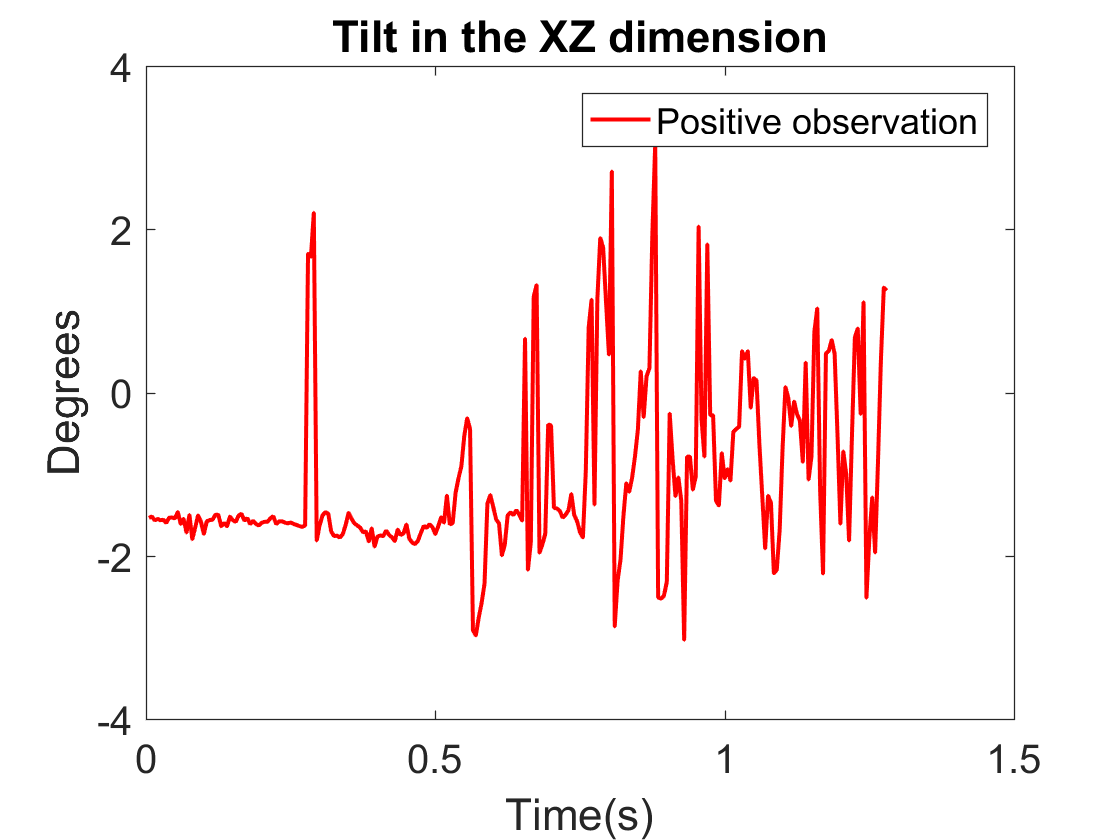 Tilt in the XZ dimension
Positive observation
4
2
0
-2
-4
Degrees
0 0.5 1 1.5
Time(s)